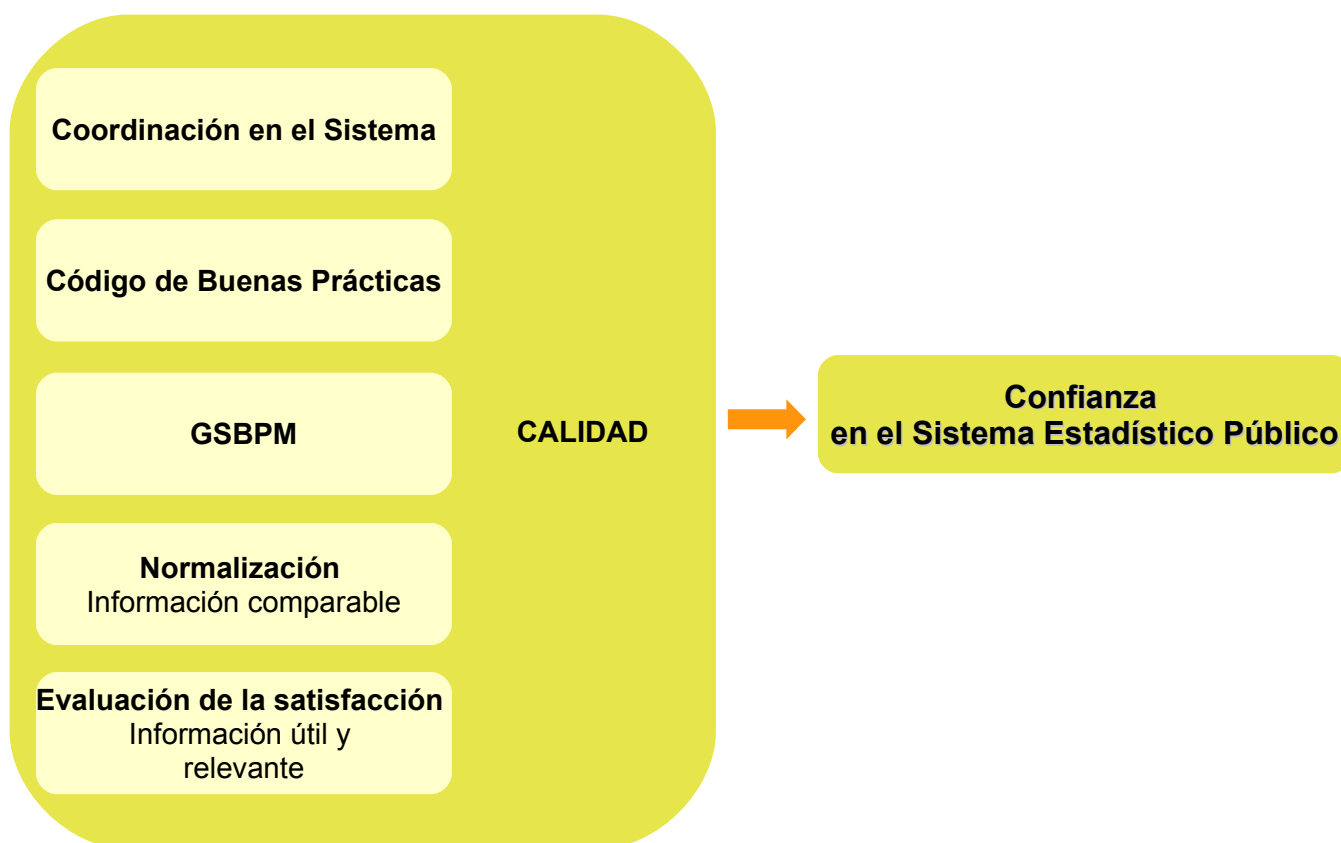 Coordinación en el Sistema
Código de Buenas Prácticas
GSBPM
Normalización
Información comparable
Evaluación de la satisfacción
Información útil y
relevante
CALIDAD
Confianza
en el Sistema Estadístico Público